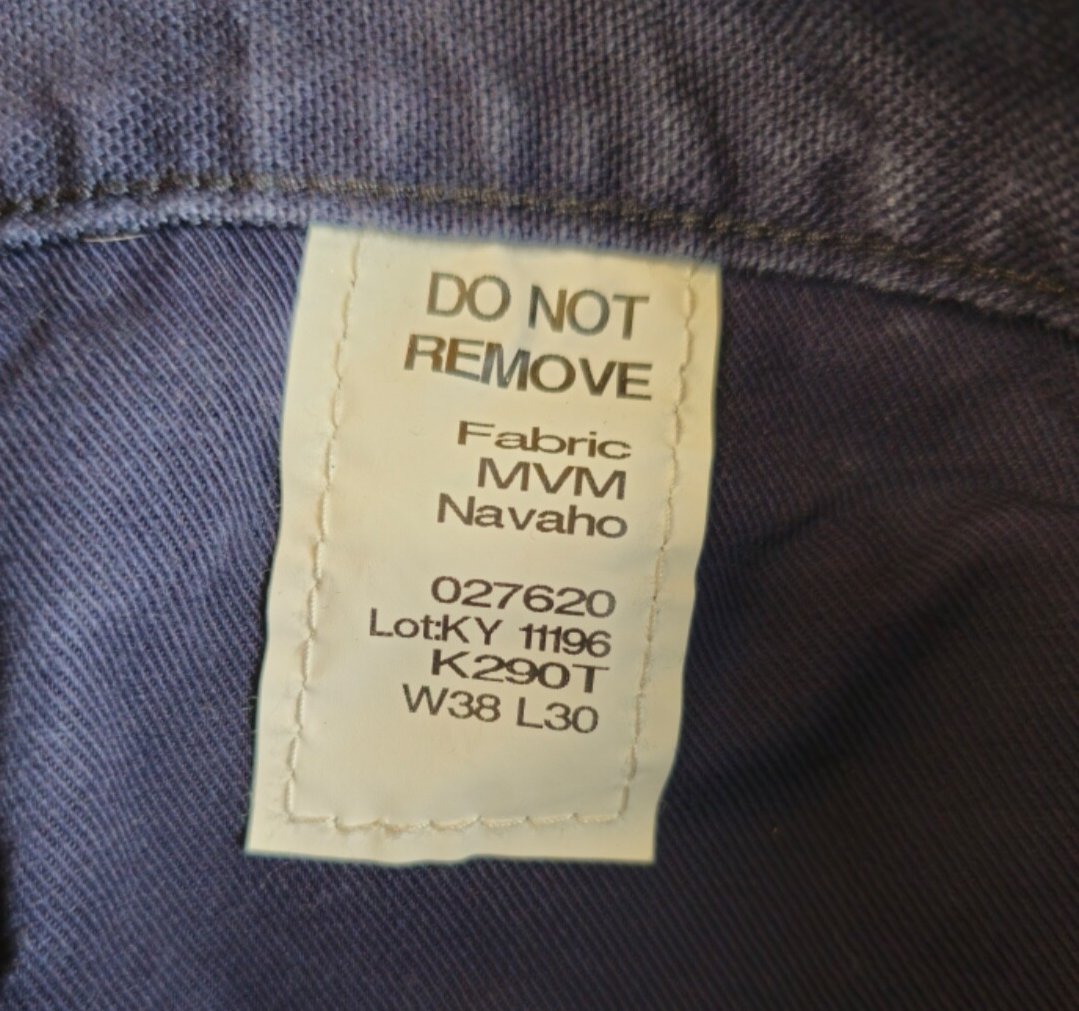 DO NOT
REMOVE
Fabric
MVM
Navaho
027620
Lot:KY 11196
K290T
W38 L30